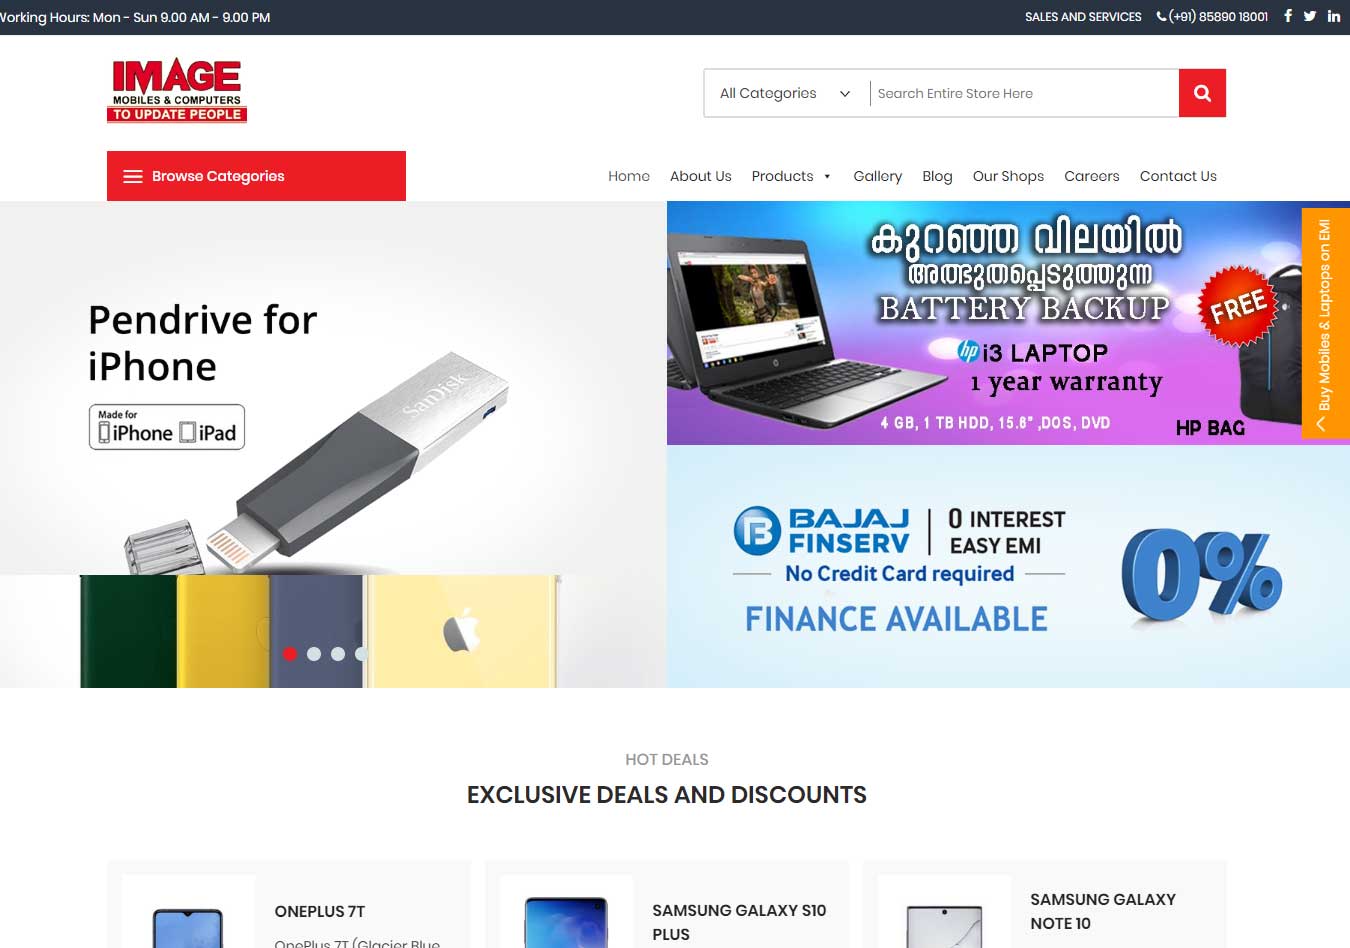 Working Hours: Mon - Sun 9.00 AM - 9.00 PM
SALES AND SERVICES
(+91) 85890 18001
IMAGE
MOBILES & COMPUTERS
TO UPDATE PEOPLE
All Categories
Search Entire Store Here
Browse Categories
Home About Us Products Gallery Blog Our Shops Careers Contact Us
Pendrive for
iPhone
Made for
iPhone iPad
SanDisk
കുറഞ്ഞ വിലയിൽ
അത്ഭുതപ്പെടുത്തുന്ന
BATTERY BACKUP
hp i3 LAPTOP
1 year warranty
4 GB, 1 TB HDD, 15.6" ,DOS, DVD
FREE
HP BAG
Buy Mobiles & Laptops on EMI
BAJAJ
FINSERV
0 INTEREST
EASY EMI
No Credit Card required
FINANCE AVAILABLE
0%
HOT DEALS
EXCLUSIVE DEALS AND DISCOUNTS
ONEPLUS 7T
OnePlus 7T (Glacier Blue
SAMSUNG GALAXY S10
PLUS
SAMSUNG GALAXY
NOTE 10